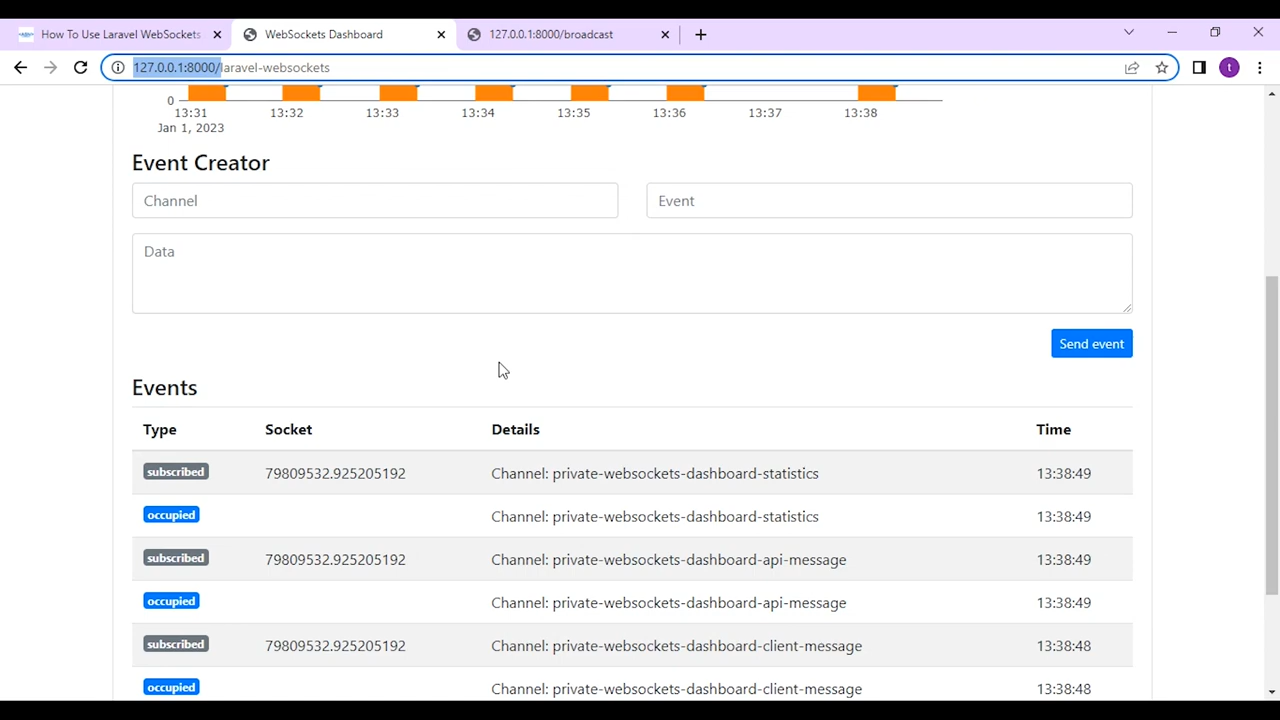 How To Use Laravel WebSockets
WebSockets Dashboard
127.0.0.1:8000/broadcast
127.0.0.1:8000/laravel-websockets
t
0
13:31 13:32 13:33 13:34 13:35 13:36 13:37 13:38
Jan 1, 2023
Event Creator
Channel Event
Data
Send event
Events
Type Socket Details Time
subscribed 79809532.925205192 Channel: private-websockets-dashboard-statistics 13:38:49
occupied Channel: private-websockets-dashboard-statistics 13:38:49
subscribed 79809532.925205192 Channel: private-websockets-dashboard-api-message 13:38:49
occupied Channel: private-websockets-dashboard-api-message 13:38:49
subscribed 79809532.925205192 Channel: private-websockets-dashboard-client-message 13:38:48
occupied Channel: private-websockets-dashboard-client-message 13:38:48